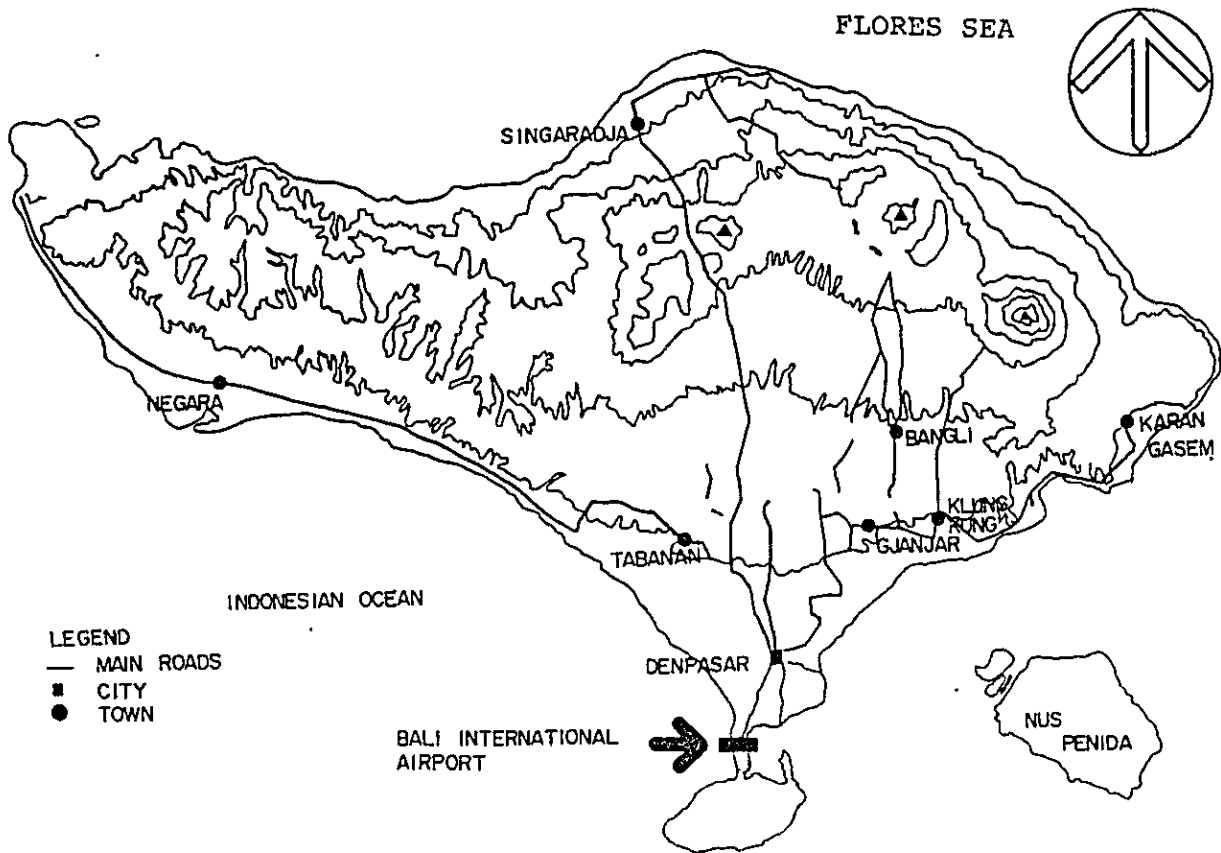 FLORES SEA
SINGARADJA
NEGARA
BANGLI
KARAN
GASEM
KLUNG
KUNG
GJANJAR
TABANAN
INDONESIAN OCEAN
LEGEND
MAIN ROADS
CITY
TOWN
DENPASAR
BALI INTERNATIONAL
AIRPORT
NUS
PENIDA